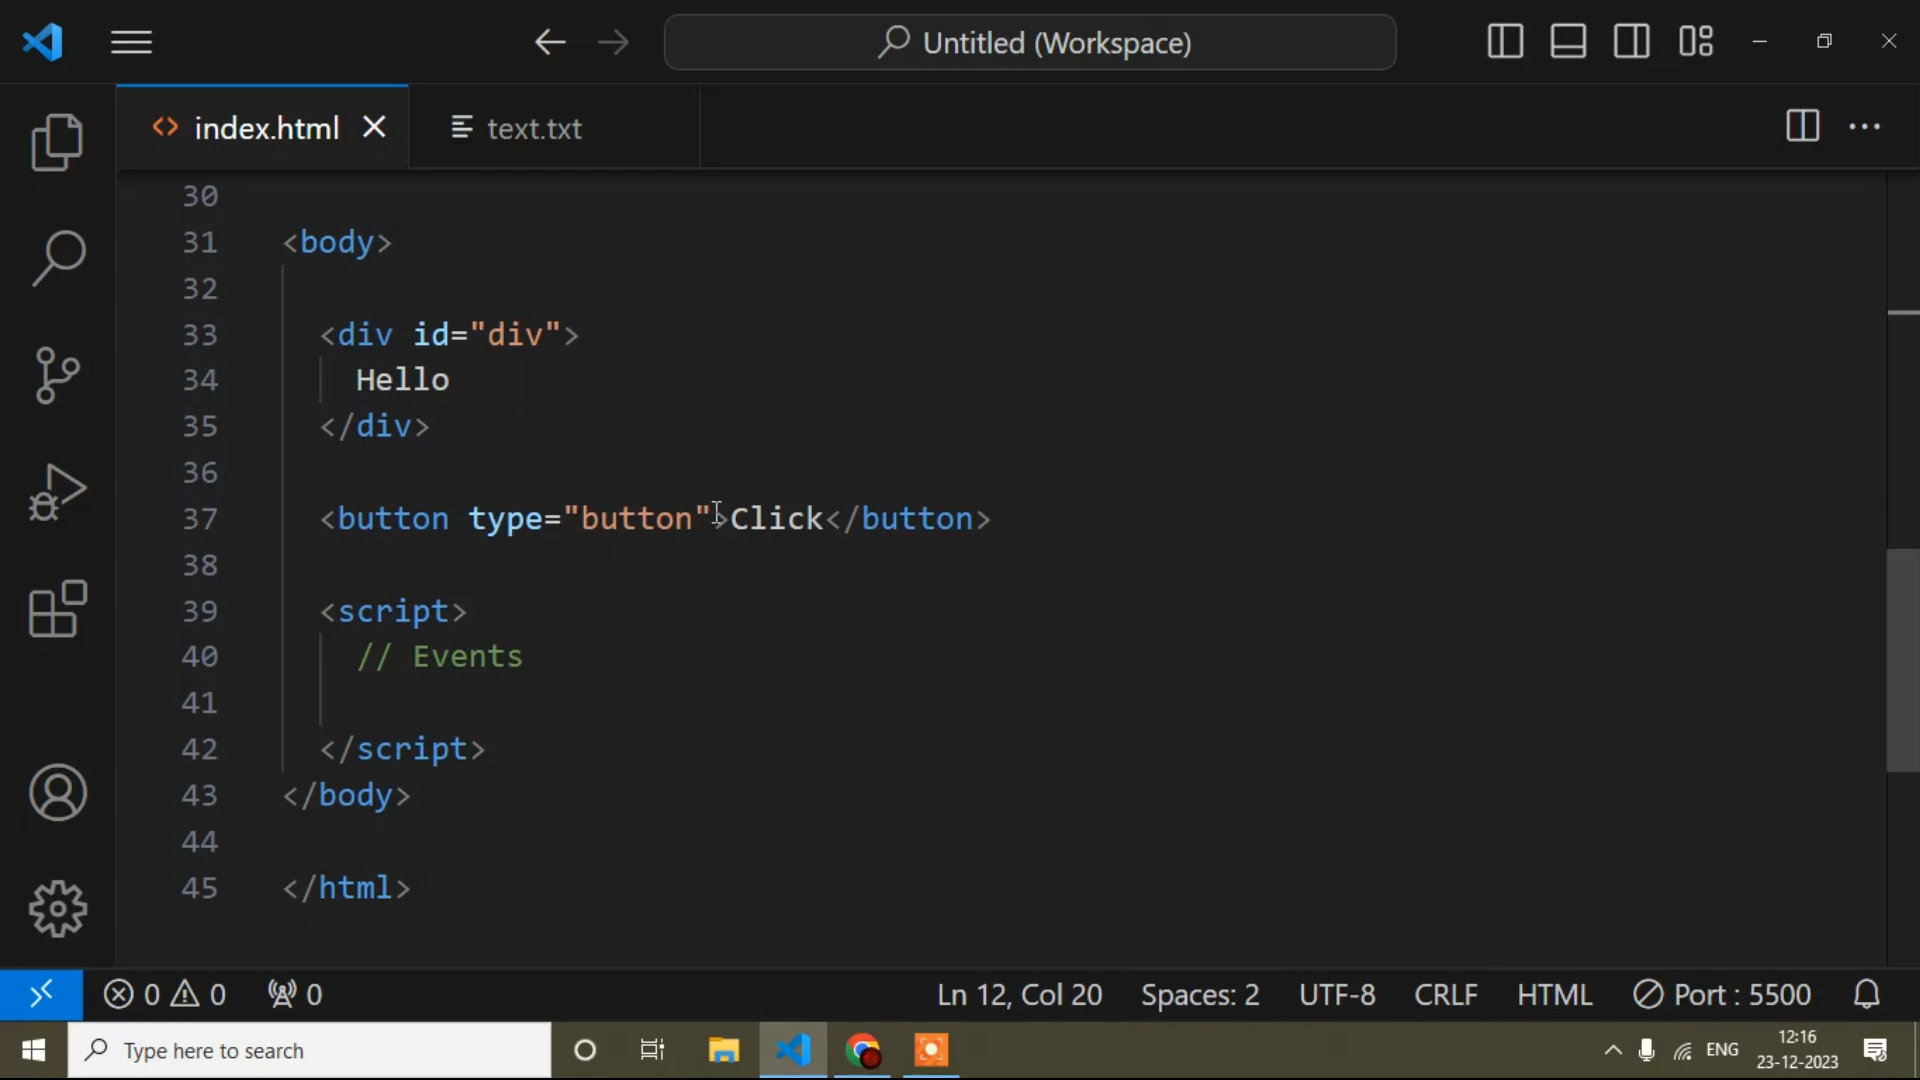 Untitled (Workspace)
index.html
text.txt
30
31 <body>
32
33 <div id="div">
34 Hello
35 </div>
36
37 <button type="button">Click</button>
38
39 <script>
40 // Events
41
42 </script>
43 </body>
44
45 </html>
0 0 0 Ln 12, Col 20 Spaces: 2 UTF-8 CRLF HTML Port : 5500
Type here to search
ENG
12:16
23-12-2023